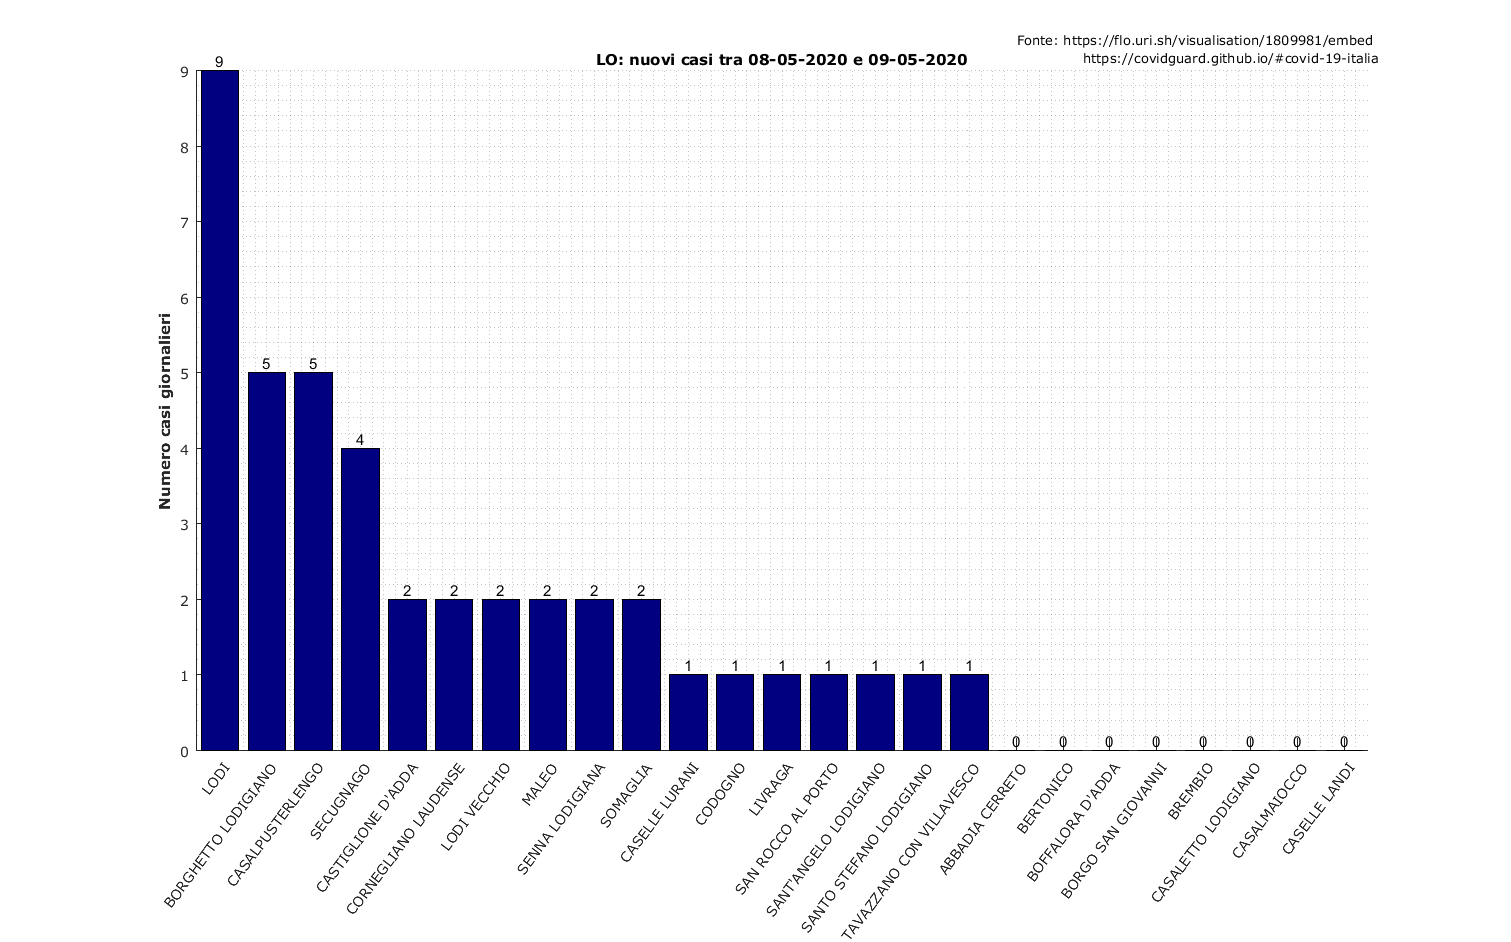 Fonte: https://flo.uri.sh/visualisation/1809981/embed
https://covidguard.github.io/#covid-19-italia
LO: nuovi casi tra 08-05-2020 e 09-05-2020
Numero casi giornalieri
9
8
7
6
5
4
3
2
1
0
9
5
5
4
2
2
2
2
2
2
1
1
1
1
1
1
1
0
0
0
0
0
0
0
0
LODI
BORGHETTO LODIGIANO
CASALPUSTERLENGO
SECUGNAGO
CASTIGLIONE D'ADDA
CORNEGLIANO LAUDENSE
LODI VECCHIO
MALEO
SENNA LODIGIANA
SOMAGLIA
CASELLE LURANI
CODOGNO
LIVRAGA
SAN ROCCO AL PORTO
SANT'ANGELO LODIGIANO
SANTO STEFANO LODIGIANO
TAVAZZANO CON VILLAVESCO
ABBADIA CERRETO
BERTONICO
BOFFALORA D'ADDA
BORGO SAN GIOVANNI
BREMBIO
CASALETTO LODIGIANO
CASALMAIOCCO
CASELLE LANDI